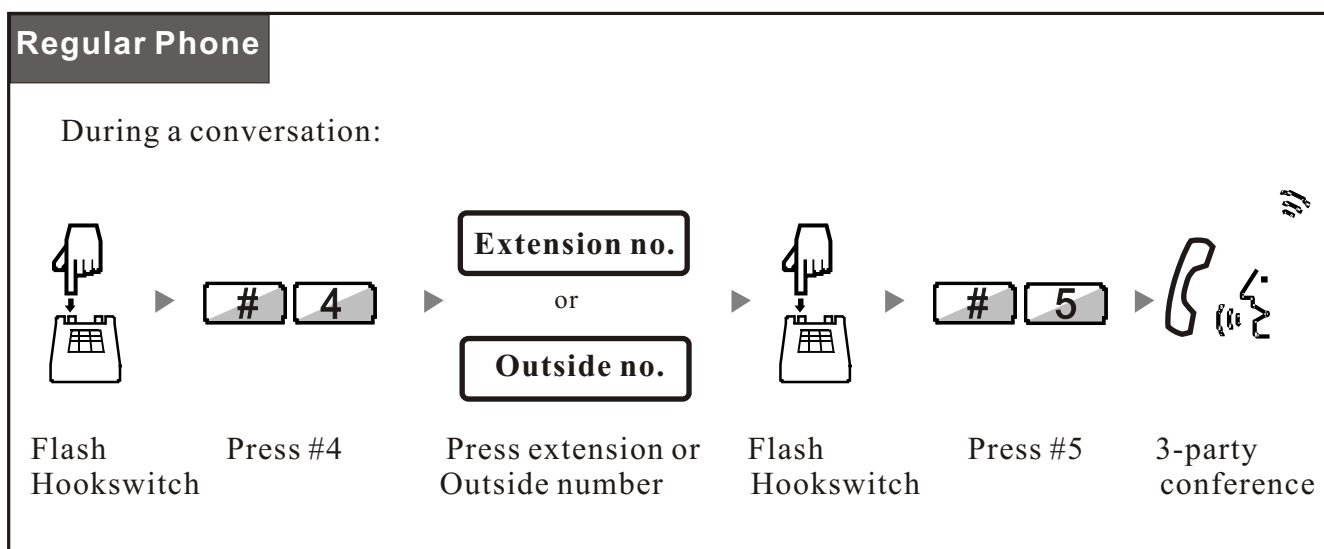 Regular Phone
During a conversation:
Extension no.
# 4
or
# 5
Outside no.
Flash Hookswitch
Press #4
Press extension or Outside number
Flash Hookswitch
Press #5
3-party conference